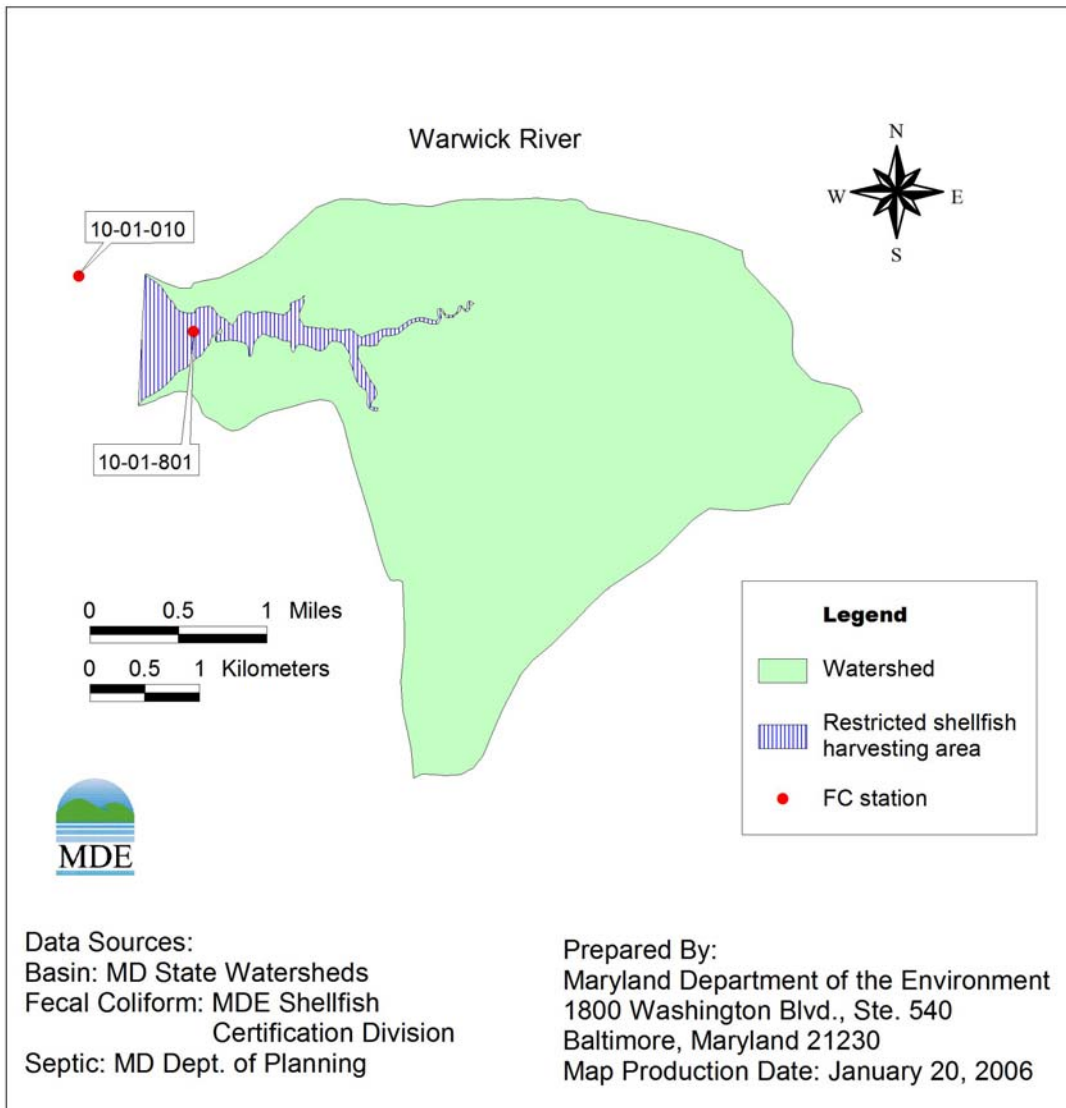 Warwick River
N
W E
S
10-01-010
10-01-801
0 0.5 1 Miles
0 0.5 1 Kilometers
Legend
Watershed
Restricted shellfish
harvesting area
FC station
MDE
Data Sources:
Basin: MD State Watersheds
Fecal Coliform: MDE Shellfish
Certification Division
Septic: MD Dept. of Planning
Prepared By:
Maryland Department of the Environment
1800 Washington Blvd., Ste. 540
Baltimore, Maryland 21230
Map Production Date: January 20, 2006